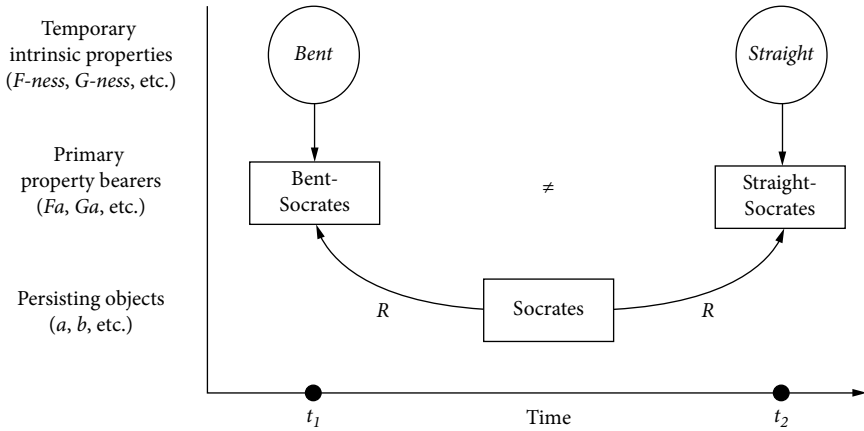 Temporary
intrinsic properties
(F-ness, G-ness, etc.)
Bent
Straight
Primary
property bearers
(Fa, Ga, etc.)
Bent-
Socrates
≠
Straight-
Socrates
Persisting objects
(a, b, etc.)
R
Socrates
R
t₁
Time
t₂